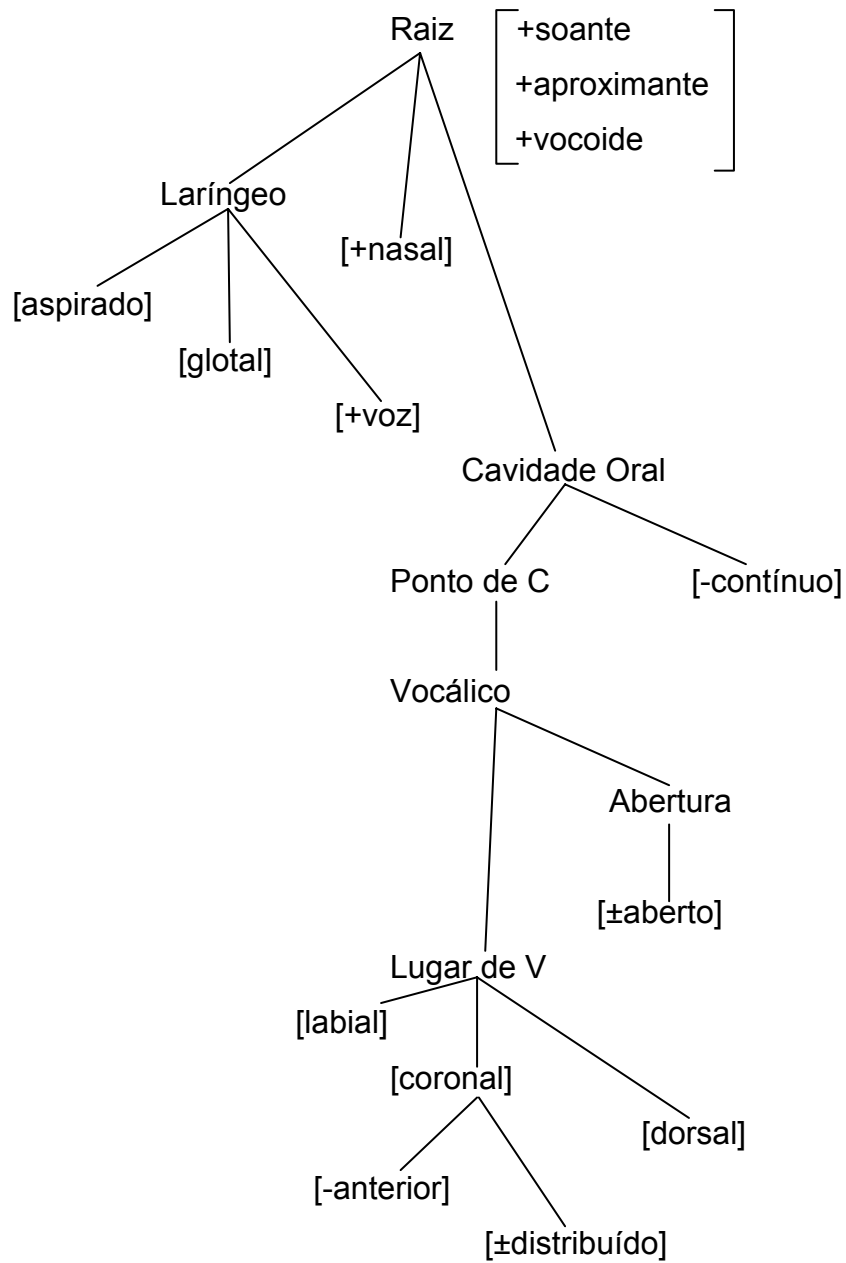 Raiz
+soante
+aproximante
+vocoide
Laríngeo
[+nasal]
[aspirado]
[glotal]
[+voz]
Cavidade Oral
Ponto de C
[-contínuo]
Vocálico
Abertura
[±aberto]
Lugar de V
[labial]
[coronal]
[dorsal]
[-anterior]
[±distribuído]